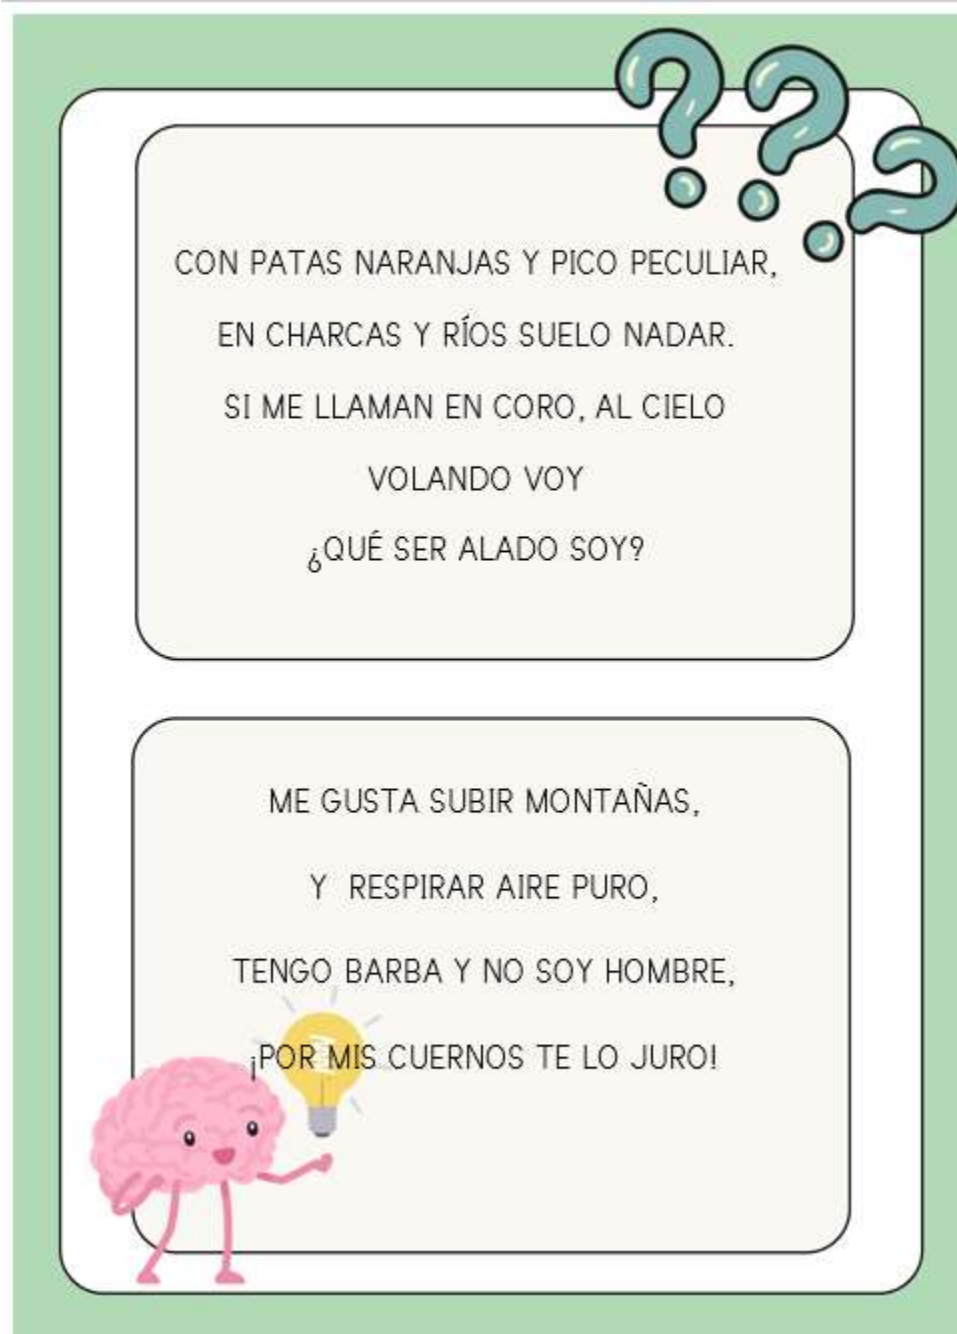 CON PATAS NARANJAS Y PICO PECULIAR,
EN CHARCAS Y RÍOS SUELO NADAR.
SI ME LLAMAN EN CORO, AL CIELO
VOLANDO VOY
¿QUÉ SER ALADO SOY?
ME GUSTA SUBIR MONTAÑAS,
Y RESPIRAR AIRE PURO,
TENGO BARBA Y NO SOY HOMBRE,
¡POR MIS CUERNOS TE LO JURO!